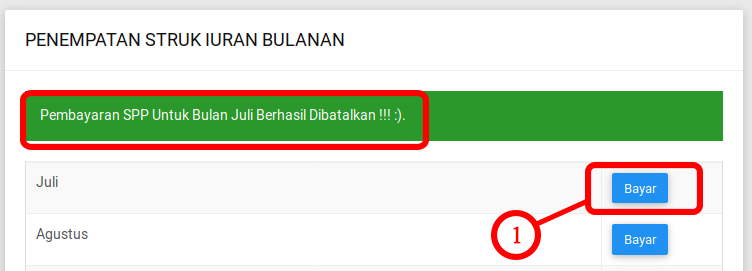 PENEMPATAN STRUK IURAN BULANAN
Pembayaran SPP Untuk Bulan Juli Berhasil Dibatalkan !!! :).
Juli
Bayar
1
Agustus
Bayar